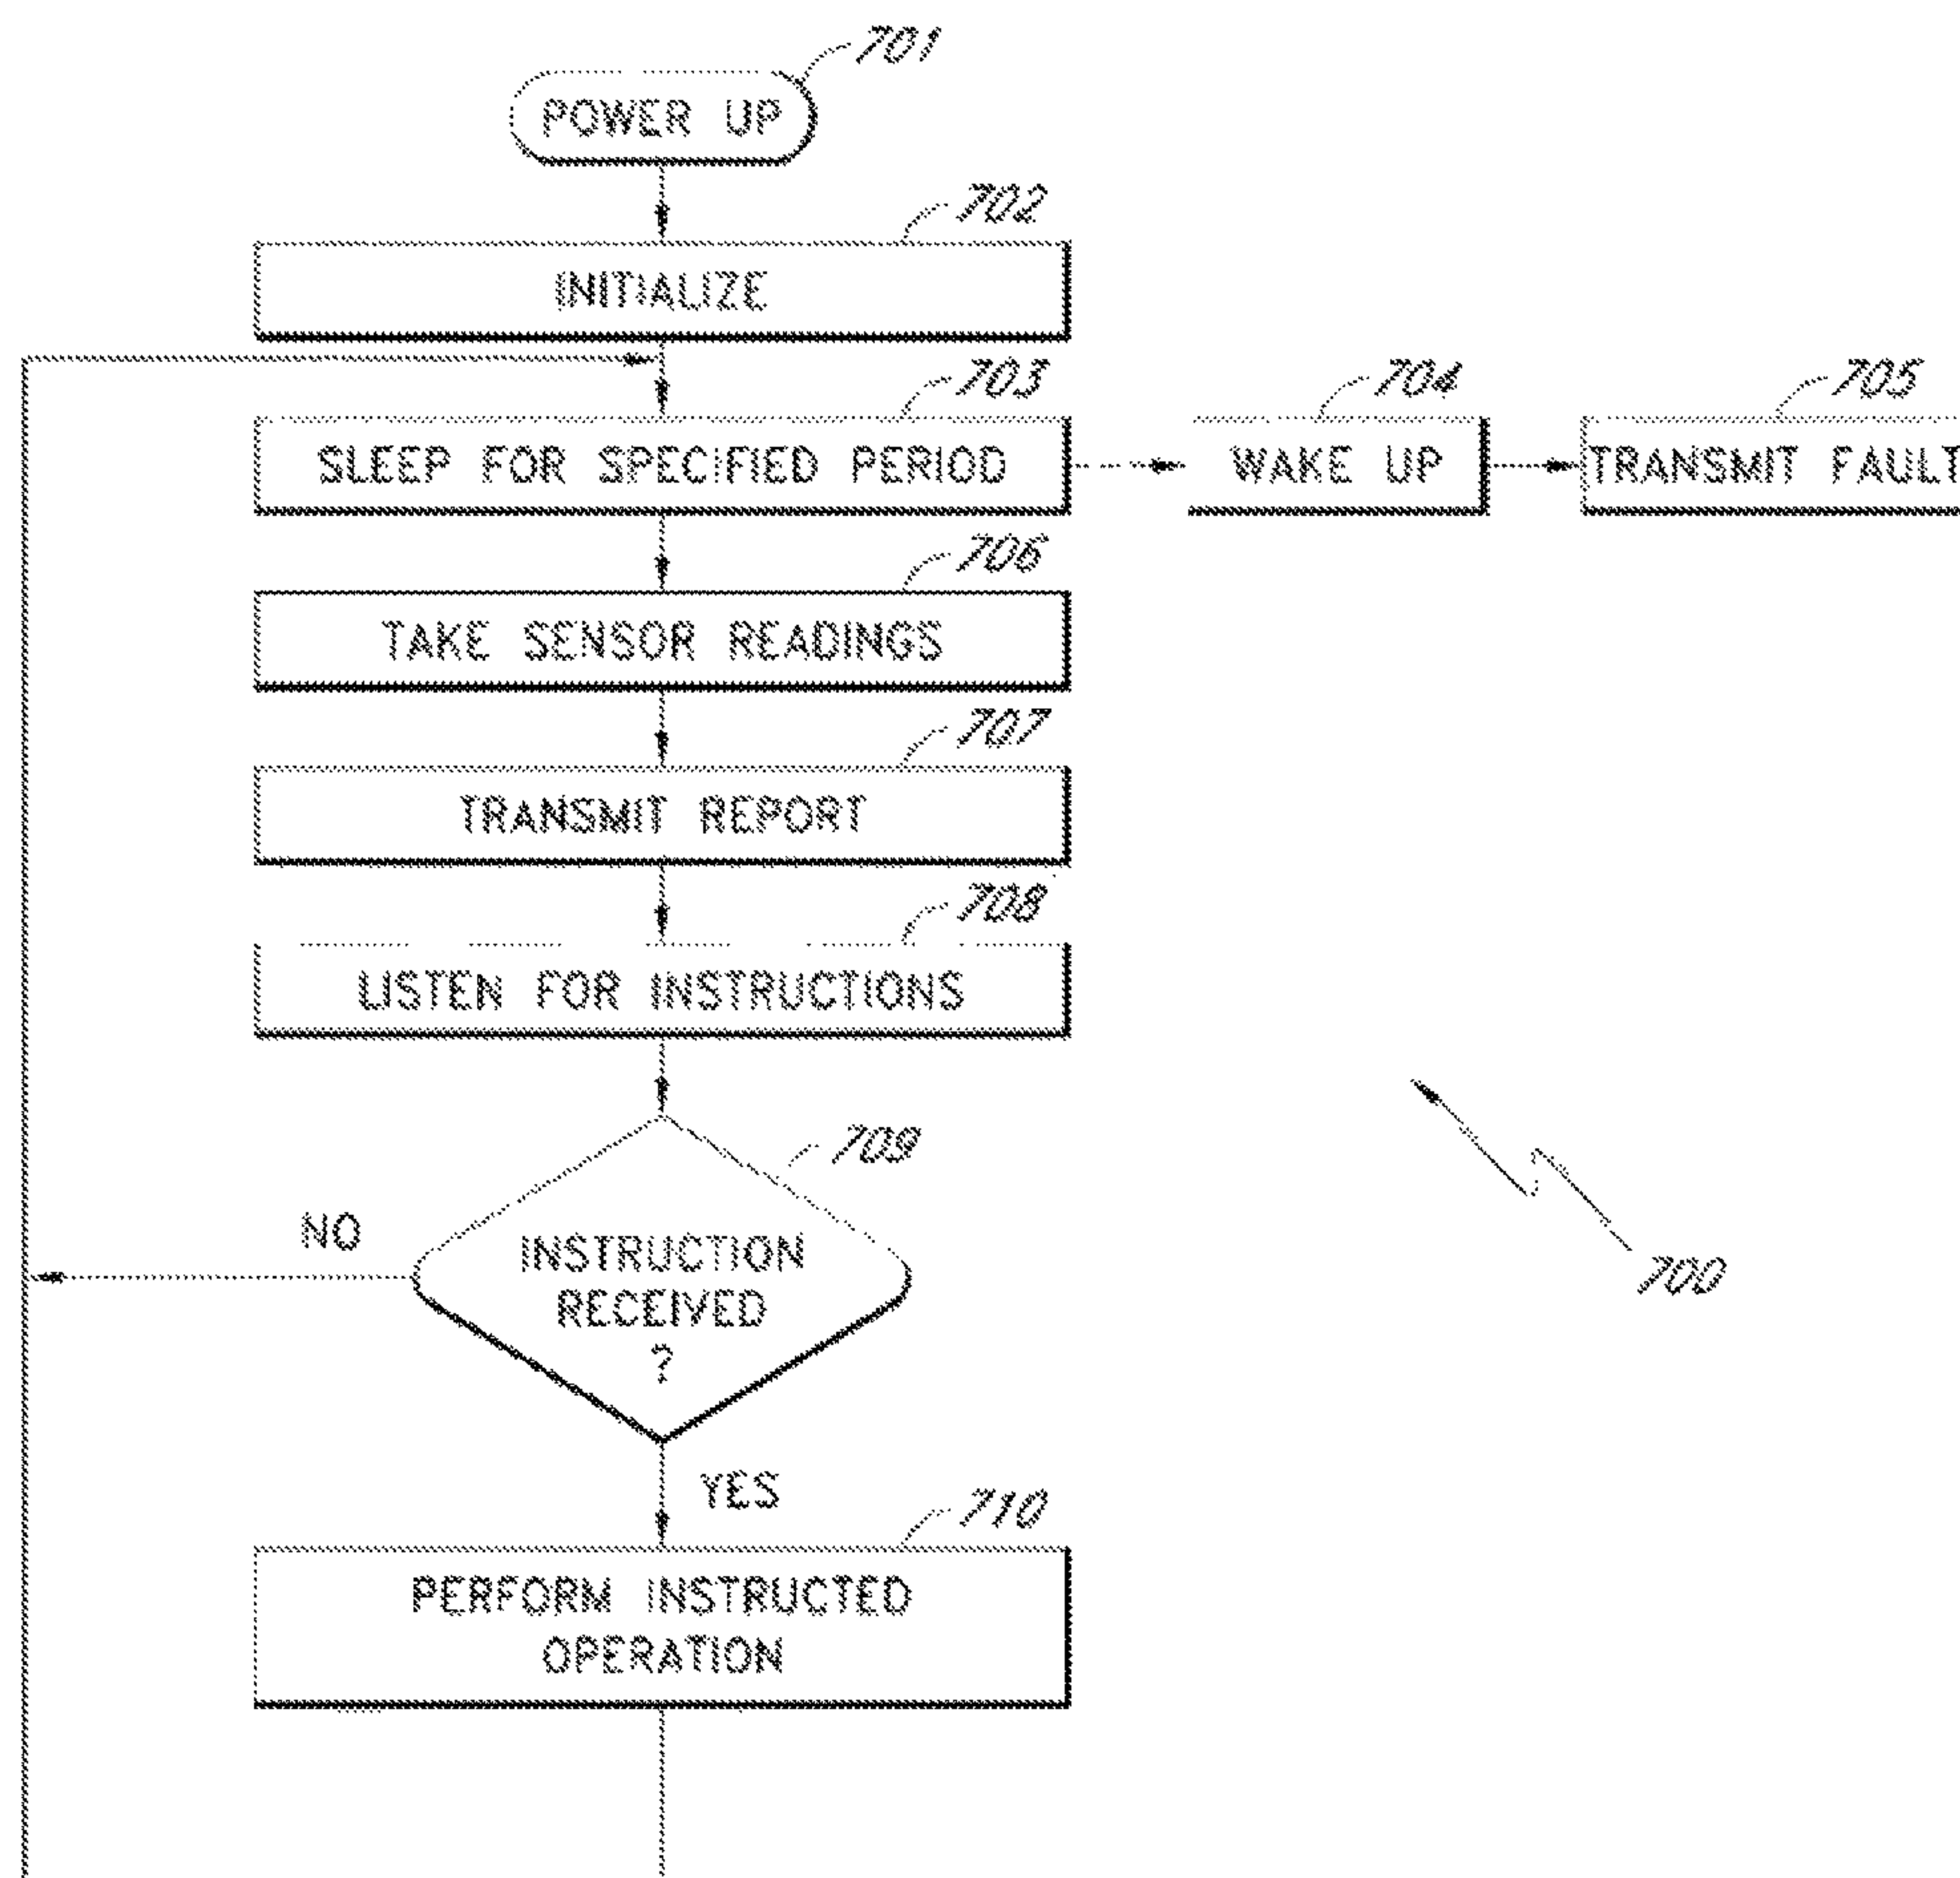 701
POWER UP
702
INITIALIZE
703
704
705
SLEEP FOR SPECIFIED PERIOD
WAKE UP
TRANSMIT FAULT
706
TAKE SENSOR READINGS
707
TRANSMIT REPORT
708
LISTEN FOR INSTRUCTIONS
709
NO
INSTRUCTION
RECEIVED
?
700
YES
710
PERFORM INSTRUCTED
OPERATION